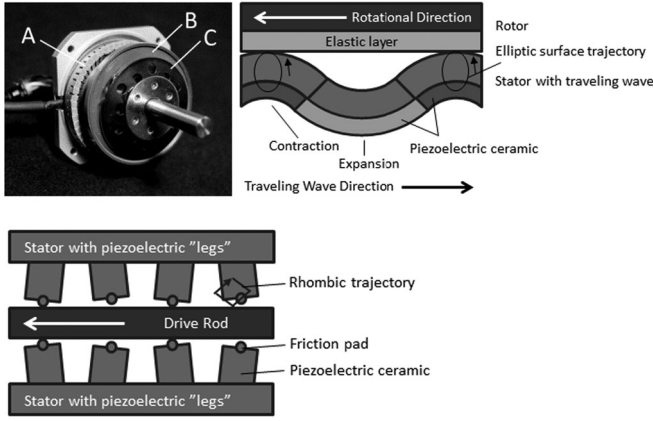 A
B
C
Rotational Direction
Rotor
Elastic layer
Elliptic surface trajectory
Stator with traveling wave
Contraction
Piezoelectric ceramic
Expansion
Traveling Wave Direction
Stator with piezoelectric ”legs”
Rhombic trajectory
Drive Rod
Friction pad
Piezoelectric ceramic
Stator with piezoelectric ”legs”